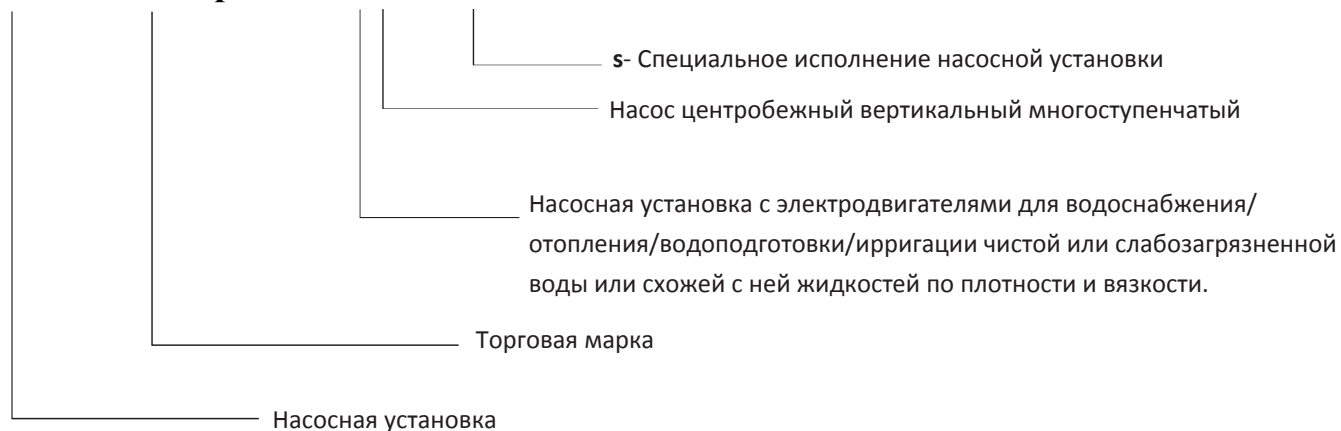 s- Специальное исполнение насосной установки
Насос центробежный вертикальный многоступенчатый
Насосная установка с электродвигателями для водоснабжения/
отопления/водоподготовки/ирригации чистой или слабозагрязненной
воды или схожей с ней жидкостей по плотности и вязкости.
Торговая марка
Насосная установка